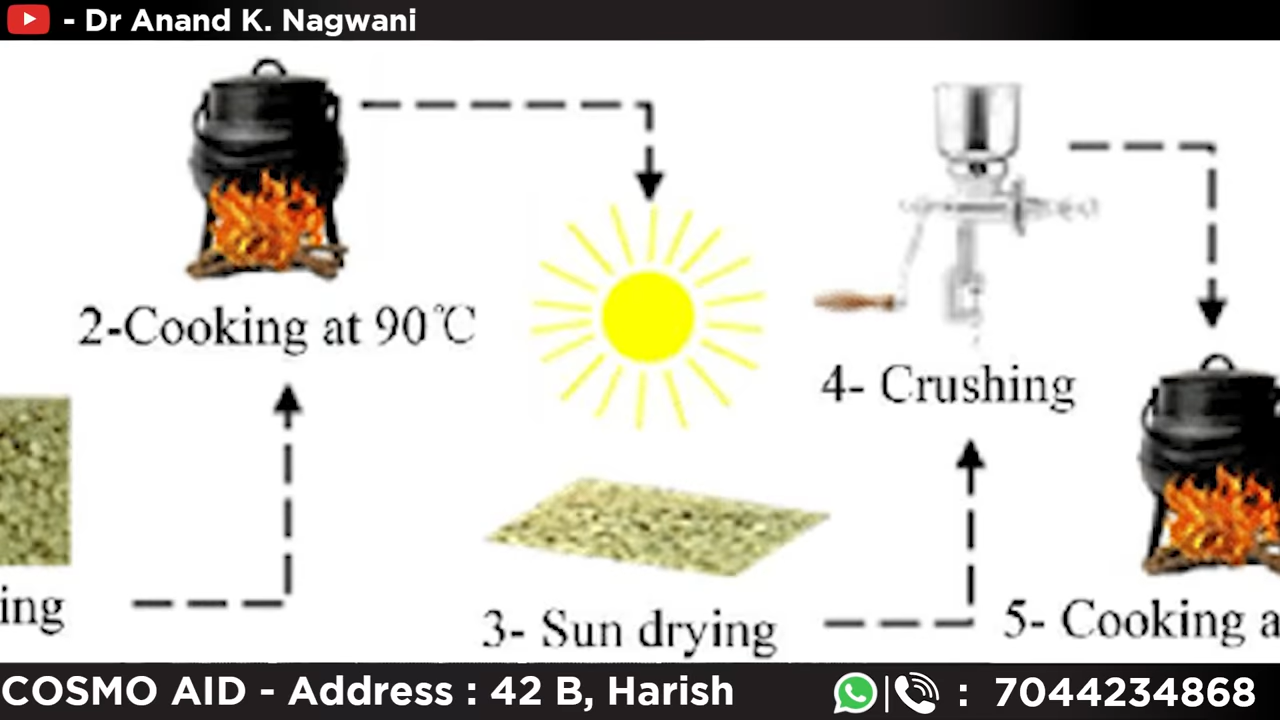 - Dr Anand K. Nagwani
2-Cooking at 90℃
4- Crushing
ing
3- Sun drying
5- Cooking a
COSMO AID - Address : 42 B, Harish
: 7044234868